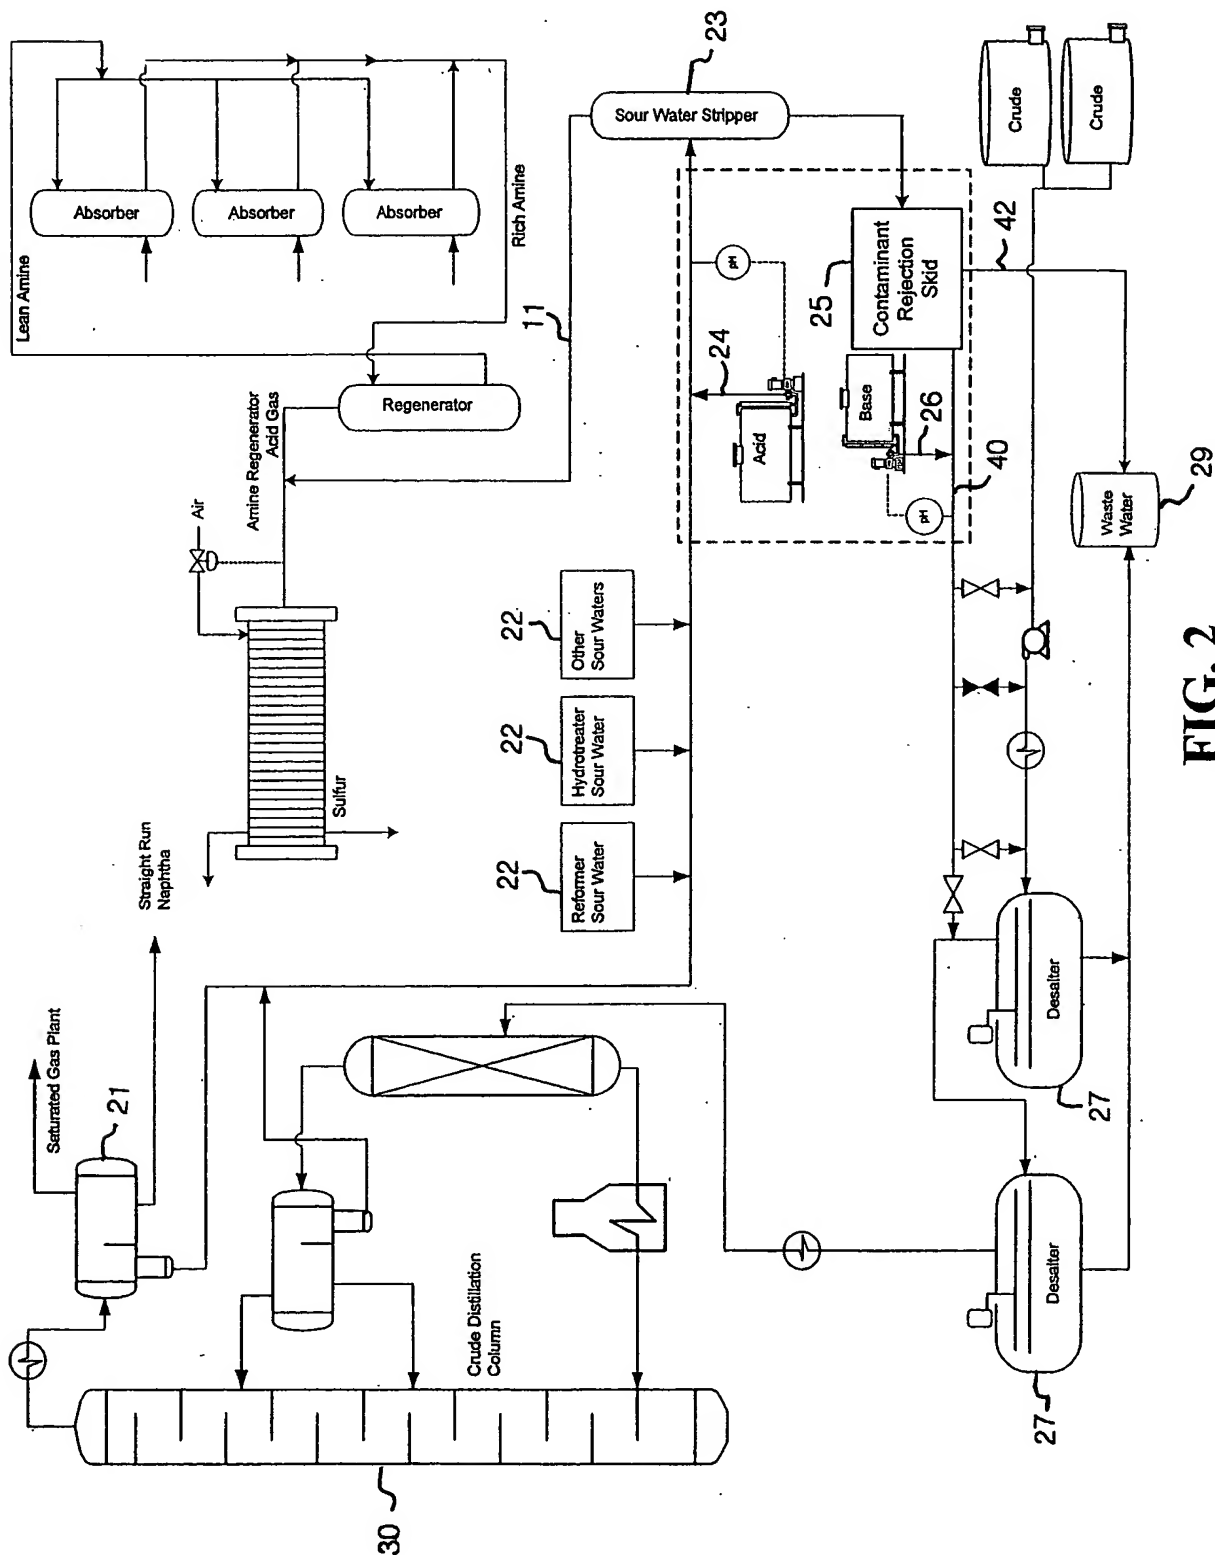 Lean Amine
Absorber
Absorber
Absorber
Rich Amine
Regenerator
Amine Regenerator
Acid Gas
Air
Sulfur
Straight Run
Naphtha
Saturated Gas Plant
21
Crude Distillation
Column
30
11
Sour Water Stripper
23
22
Other
Sour Waters
22
Hydrotreater
Sour Water
22
Reformer
Sour Water
pH
24
Acid
25
Contaminant
Rejection
Skid
Base
26
pH
40
42
Crude
Crude
Waste
Water
29
Desalter
27
Desalter
27
FIG. 2